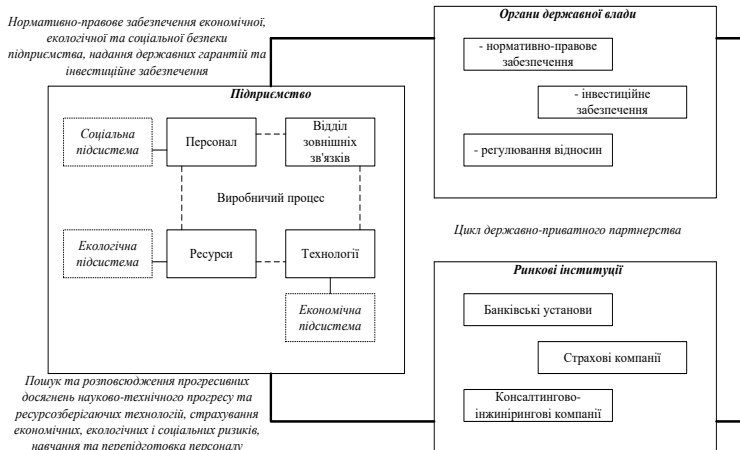 Нормативно-правове забезпечення економічної,
екологічної та соціальної безпеки
підприємства, надання державних гарантій та
інвестиційне забезпечення
Підприємство
Соціальна
підсистема
Персонал
Відділ
зовнішніх
зв'язків
Виробничий процес
Екологічна
підсистема
Ресурси
Технології
Економічна
підсистема
Пошук та розповсюдження прогресивних
досягнень науково-технічного прогресу та
ресурсозберігаючих технологій, страхування
економічних, екологічних і соціальних ризиків,
навчання та перепідготовка персоналу
Органи державної влади
- нормативно-правове
забезпечення
- інвестиційне
забезпечення
- регулювання відносин
Цикл державно-приватного партнерства
Ринкові інституції
Банківські установи
Страхові компанії
Консалтингово-
інжинірингові компанії